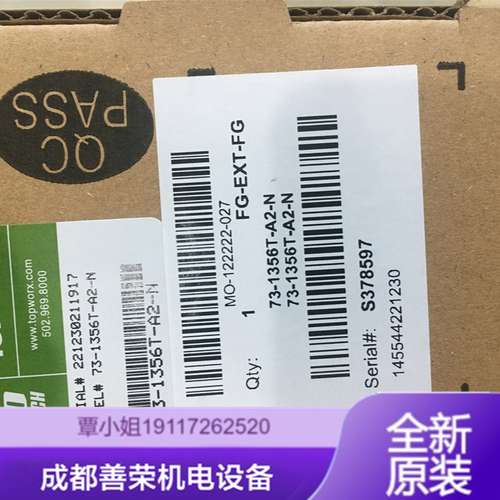 QC
PASS
www.topworx.com
502.969.8000
SERIAL# 221230211917
MODEL# 73-1356T-A2-N
73-1356T-A2-N
MO-122222-027
FG-EXT-FG
Qty:
1
73-1356T-A2-N
73-1356T-A2-N
Serial#:
S378597
145544221230
覃小姐19117262520
成都善荣机电设备
全新
原装